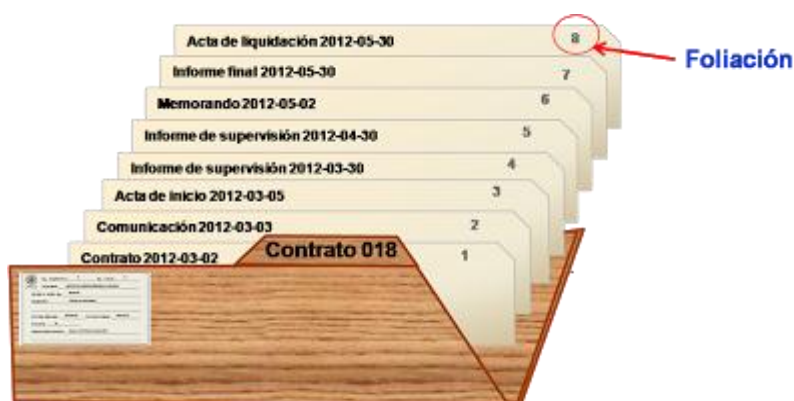 Acta de liquidación 2012-05-30 8
Foliación
Informe final 2012-05-30 7
Memorando 2012-05-02 6
Informe de supervisión 2012-04-30 5
Informe de supervisión 2012-03-30 4
Acta de inicio 2012-03-05 3
Comunicación 2012-03-03 2
Contrato 2012-03-02 1
Contrato 018